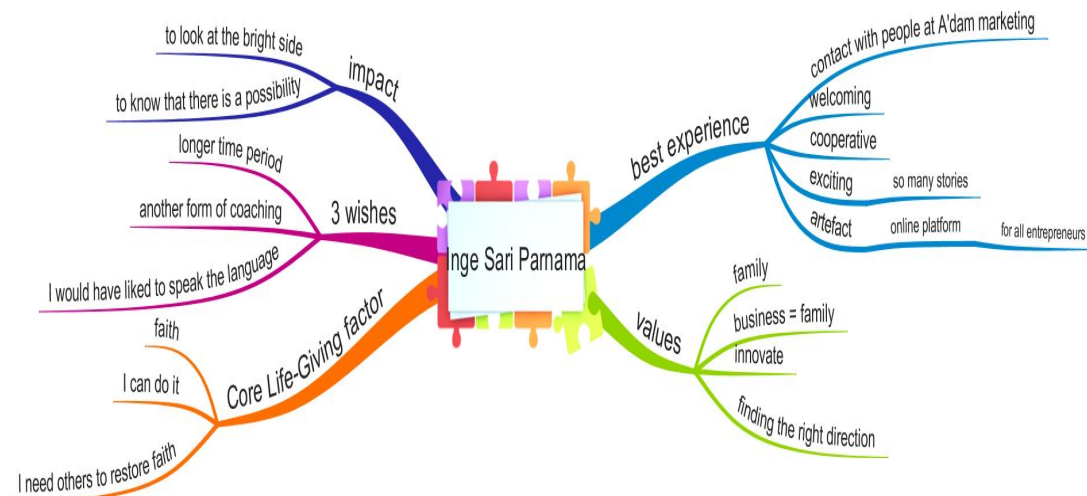 Inge Sari Parnama
impact
to look at the bright side
to know that there is a possibility
3 wishes
longer time period
another form of coaching
I would have liked to speak the language
Core Life-Giving factor
faith
I can do it
I need others to restore faith
best experience
contact with people at A'dam marketing
welcoming
cooperative
exciting
so many stories
artefact
online platform
for all entrepreneurs
values
family
business = family
innovate
finding the right direction